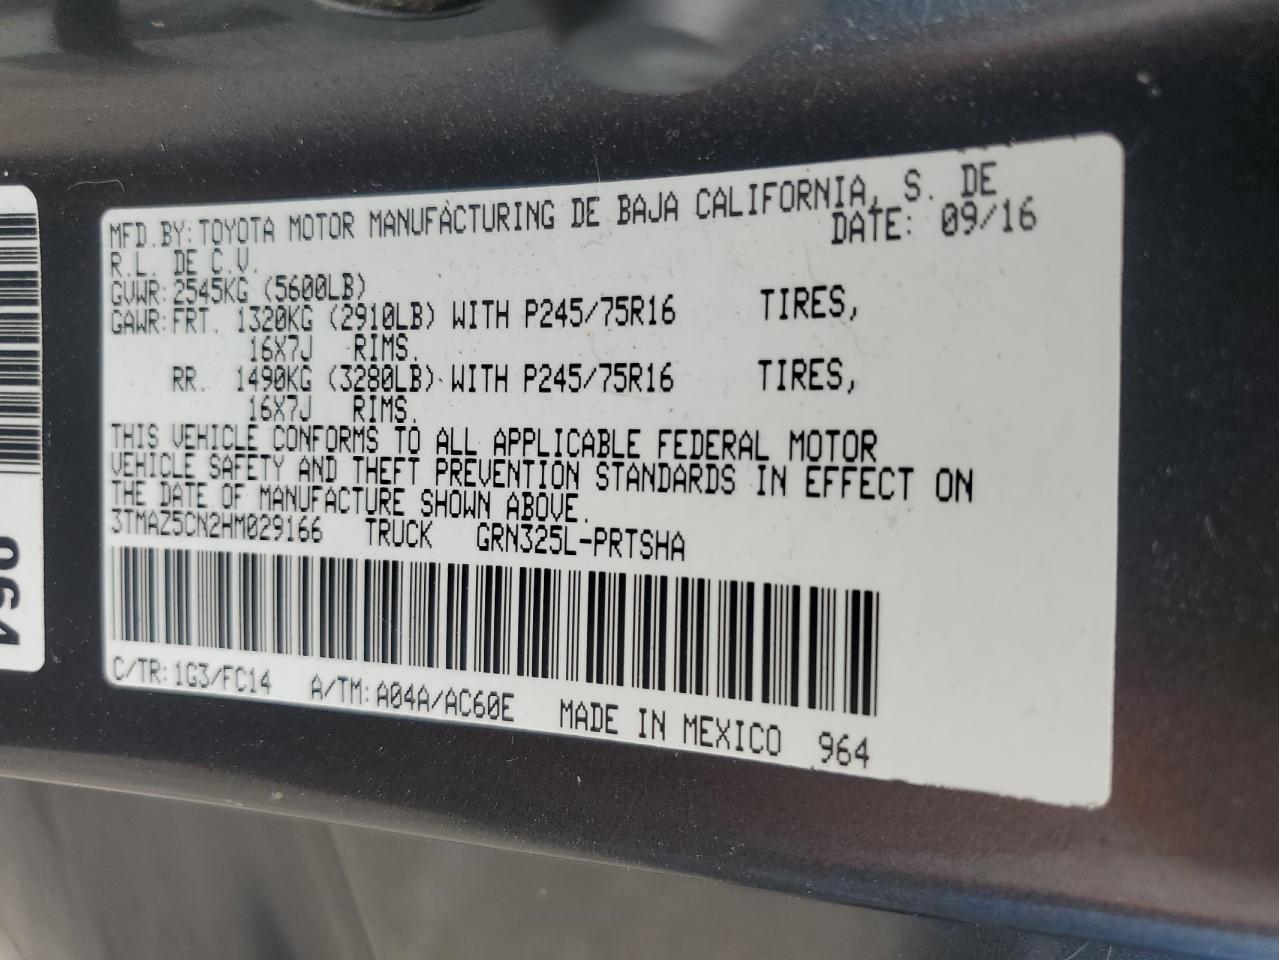 MFD.BY:TOYOTA MOTOR MANUFACTURING DE BAJA CALIFORNIA, S. DE
R.L. DE C.V. DATE: 09/16
GVWR:2545KG (5600LB)
GAWR:FRT. 1320KG (2910LB) WITH P245/75R16 TIRES,
16X7J RIMS.
RR. 1490KG (3280LB) WITH P245/75R16 TIRES,
16X7J RIMS.
THIS VEHICLE CONFORMS TO ALL APPLICABLE FEDERAL MOTOR
VEHICLE SAFETY AND THEFT PREVENTION STANDARDS IN EFFECT ON
THE DATE OF MANUFACTURE SHOWN ABOVE.
3TMAZ5CN2HM029166 TRUCK GRN325L-PRTSHA
C/TR:1G3/FC14 A/TM:A04A/AC60E MADE IN MEXICO 964
064